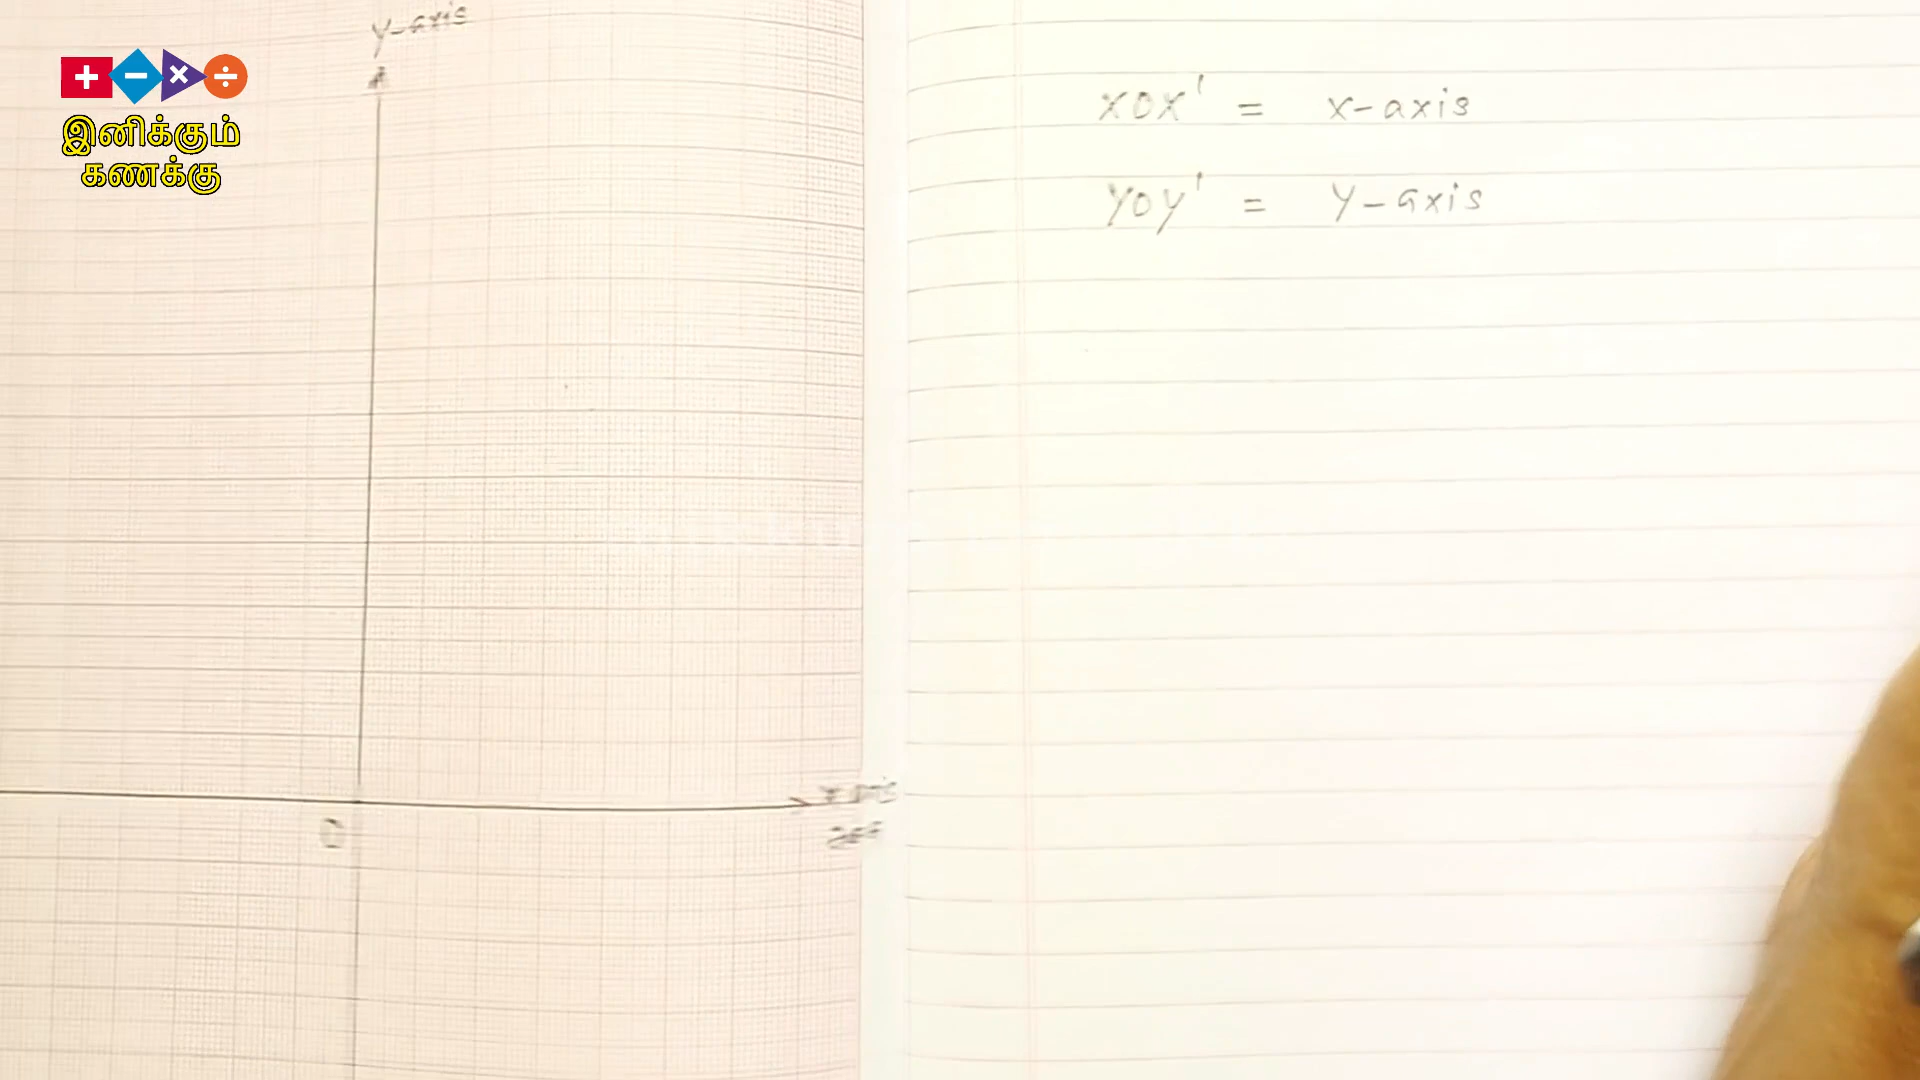 y-axis
இனிக்கும்
கணக்கு
O
XOX' = x-axis
YOY' = Y-axis